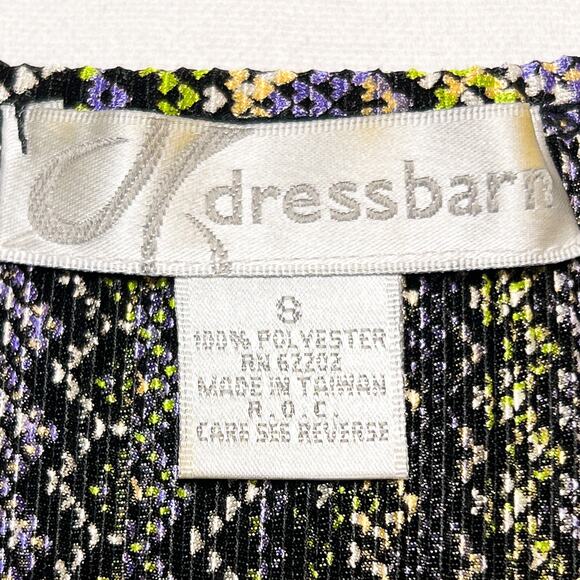 dressbarn
8
100% POLYESTER
RN 62202
MADE IN TAIWAN
R.O.C.
CARE SEE REVERSE